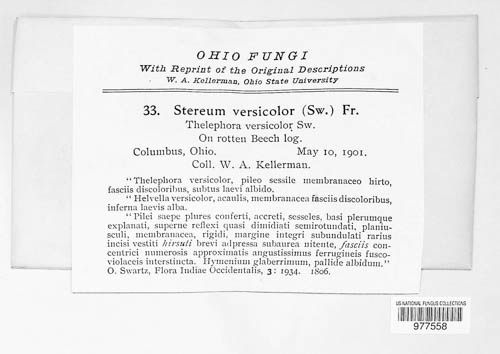 OHIO FUNGI
With Reprint of the Original Descriptions
W. A. Kellerman, Ohio State University
33. Stereum versicolor (Sw.) Fr.
Thelephora versicolor Sw.
On rotten Beech log.
Columbus, Ohio. May 10, 1901.
Coll. W. A. Kellerman.
"Thelephora versicolor, pileo sessile membranaceo hirto,
fasciis discoloribus, subtus laevi albido.
"Helvella versicolor, acaulis, membranacea fasciis discoloribus,
inferna laevis alba.
"Pilei saepe plures conferti, accreti, sesseles, basi plerumque
explanati, superne reflexi quasi dimidiati semirotundati, planius-
sculi, membranacea, rigidi, margine integri subundulati rarius
incisi vestiti hirsuti brevi adpressa subaurea nitente, fasciis con-
centrici numerosis approximatis angustissimus ferrugineis fusco-
violaceis interstincta. Hymenium glaberrimum, pallide albidum."
O. Swartz, Flora Indiae Occidentalis, 3: 1934. 1806.
US NATIONAL FUNGUS COLLECTIONS
977558